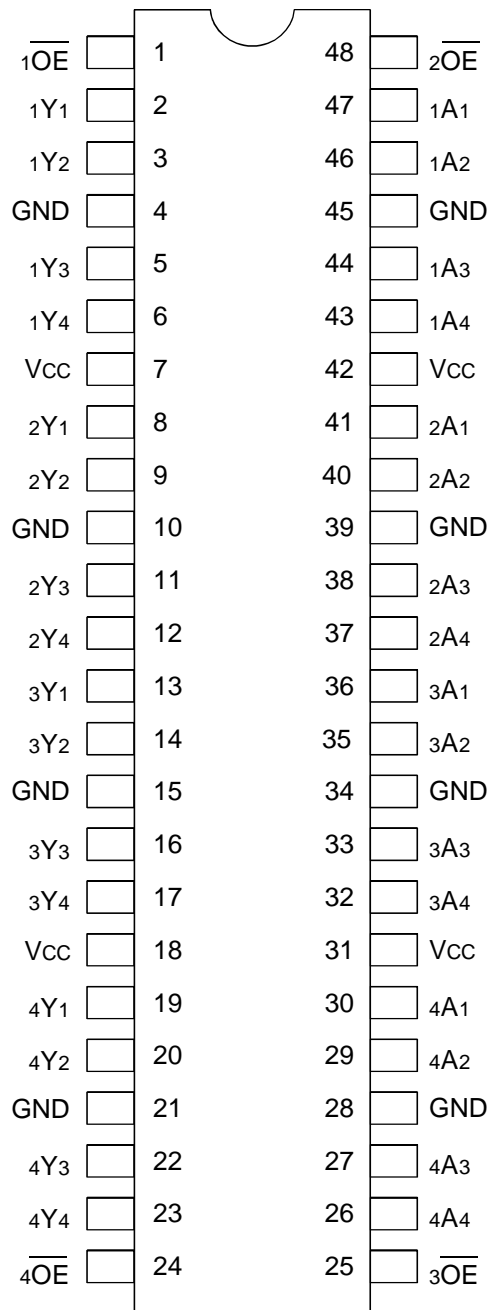 1OE 1 48 2OE
1Y1 2 47 1A1
1Y2 3 46 1A2
GND 4 45 GND
1Y3 5 44 1A3
1Y4 6 43 1A4
VCC 7 42 VCC
2Y1 8 41 2A1
2Y2 9 40 2A2
GND 10 39 GND
2Y3 11 38 2A3
2Y4 12 37 2A4
3Y1 13 36 3A1
3Y2 14 35 3A2
GND 15 34 GND
3Y3 16 33 3A3
3Y4 17 32 3A4
VCC 18 31 VCC
4Y1 19 30 4A1
4Y2 20 29 4A2
GND 21 28 GND
4Y3 22 27 4A3
4Y4 23 26 4A4
4OE 24 25 3OE